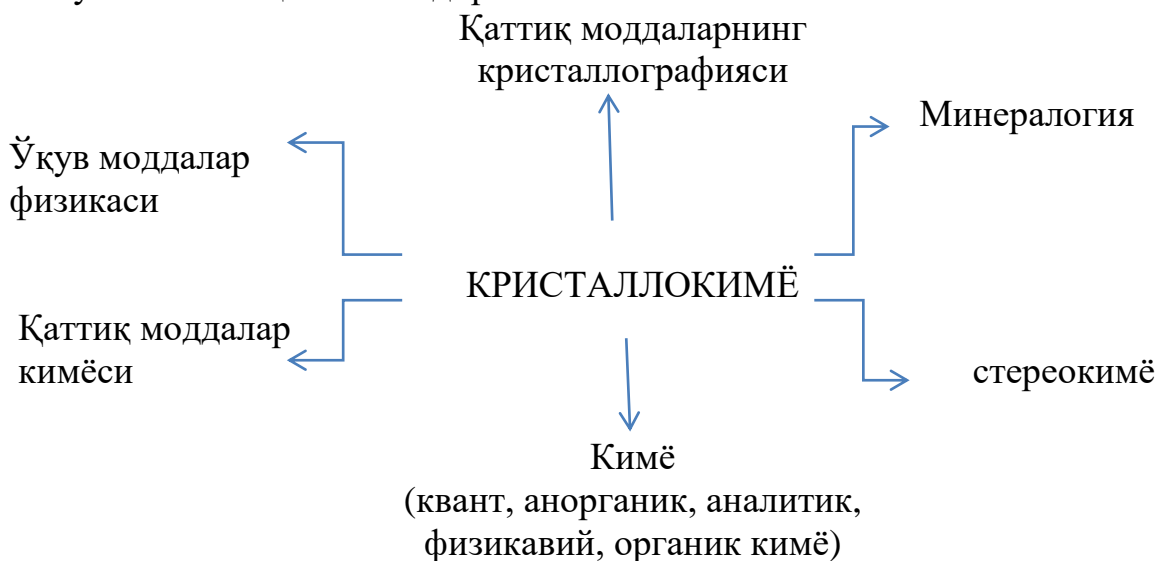 Қаттиқ моддаларнинг
кристаллографияси
Минералогия
Ўқув моддалар
физикаси
КРИСТАЛЛОКИМЁ
Қаттиқ моддалар
кимёси
стереокимё
Кимё
(квант, анорганик, аналитик,
физикавий, органик кимё)